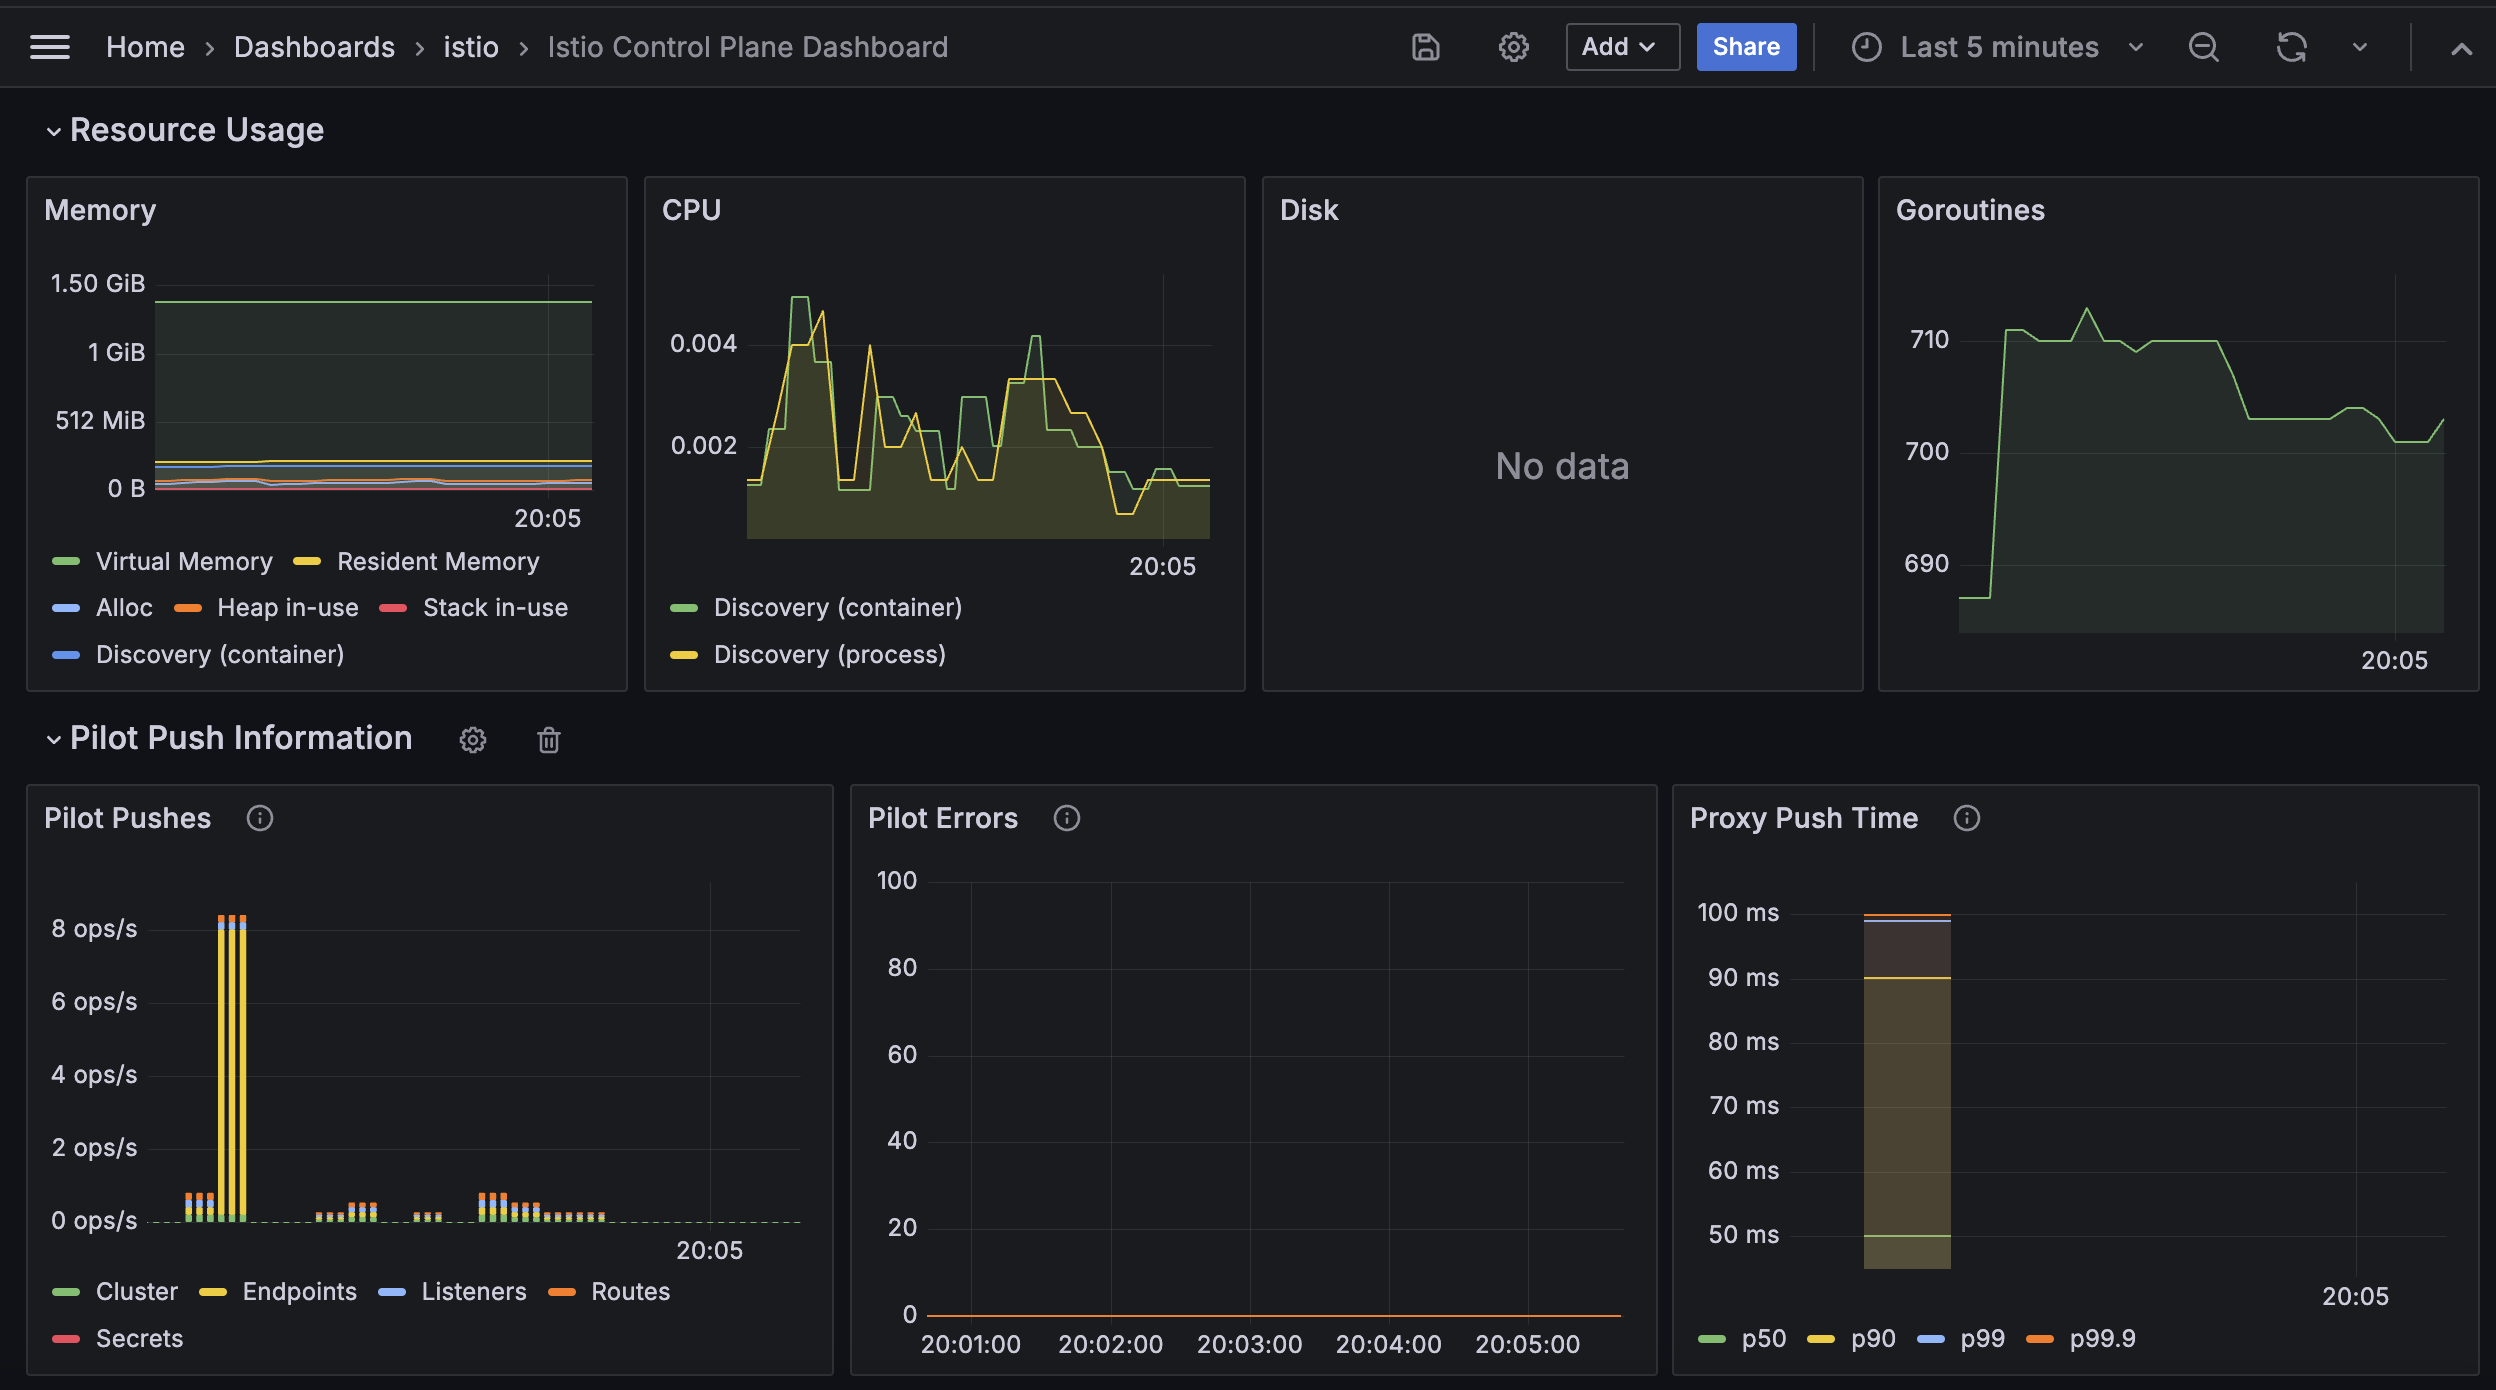 Home › Dashboards › istio › Istio Control Plane Dashboard
Add
Share
Last 5 minutes
Resource Usage
Memory
1.50 GiB
1 GiB
512 MiB
0 B
20:05
Virtual Memory Resident Memory
Alloc Heap in-use Stack in-use
Discovery (container)
CPU
0.004
0.002
20:05
Discovery (container)
Discovery (process)
Disk
No data
Goroutines
710
700
690
20:05
Pilot Push Information
Pilot Pushes
8 ops/s
6 ops/s
4 ops/s
2 ops/s
0 ops/s
20:05
Cluster Endpoints Listeners Routes
Secrets
Pilot Errors
100
80
60
40
20
0
20:01:00 20:02:00 20:03:00 20:04:00 20:05:00
Proxy Push Time
100 ms
90 ms
80 ms
70 ms
60 ms
50 ms
20:05
p50 p90 p99 p99.9